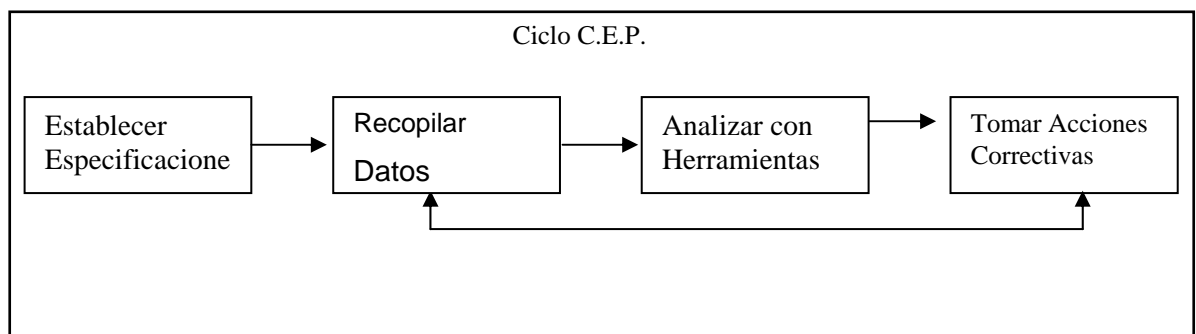 Ciclo C.E.P.
Establecer
Especificacione
Recopilar
Datos
Analizar con
Herramientas
Tomar Acciones
Correctivas